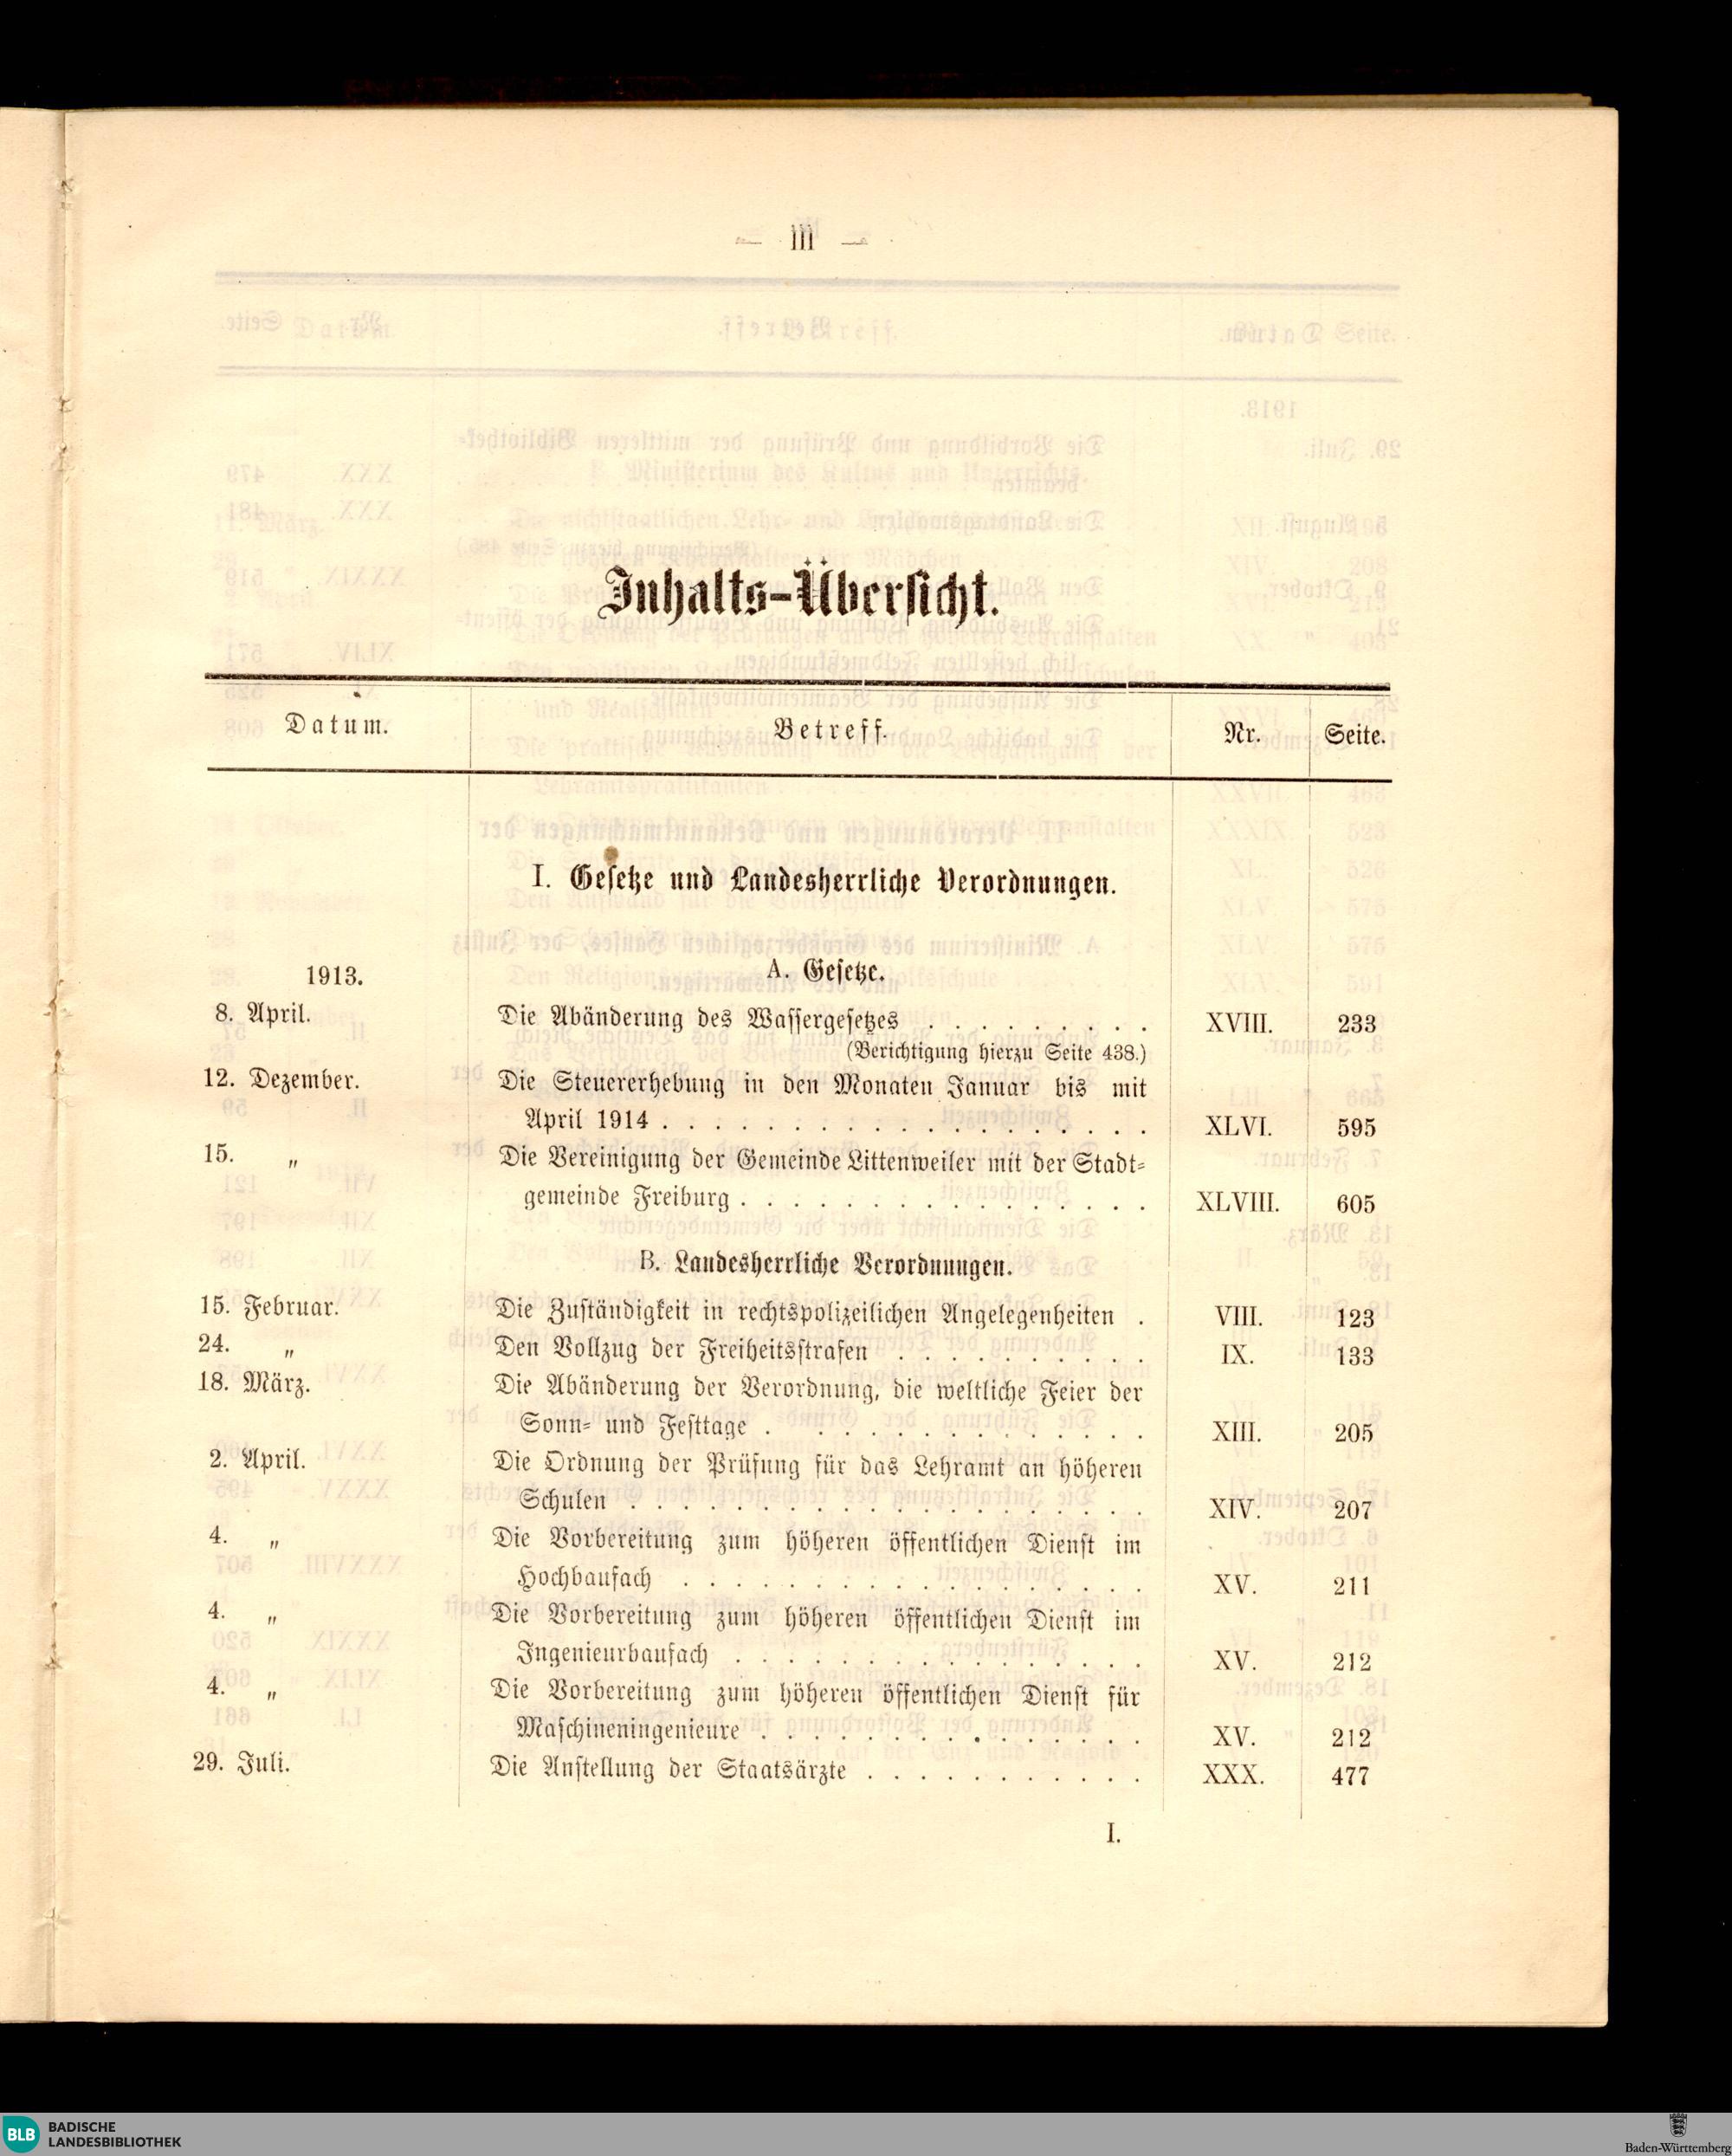 — III —
Inhalts-Übersicht.
Datum. Betreff. Nr. Seite.
I. Gesetze und Landesherrliche Verordnungen.
1913. A. Gesetze.
8. April. Die Abänderung des Wassergesetzes . . . . . . . . . XVIII. 233
(Berichtigung hierzu Seite 438.)
12. Dezember. Die Steuererhebung in den Monaten Januar bis mit
April 1914 . . . . . . . . . . . . . . . . . . . XLVI. 595
15. „ Die Vereinigung der Gemeinde Littenweiler mit der Stadt-
gemeinde Freiburg . . . . . . . . . . . . . . . . XLVIII. 605
B. Landesherrliche Verordnungen.
15. Februar. Die Zuständigkeit in rechtspolizeilichen Angelegenheiten . VIII. 123
24. „ Den Vollzug der Freiheitsstrafen . . . . . . . . . . IX. 133
18. März. Die Abänderung der Verordnung, die weltliche Feier der
Sonn- und Festtage . . . . . . . . . . . . . . XIII. 205
2. April. Die Ordnung der Prüfung für das Lehramt an höheren
Schulen . . . . . . . . . . . . . . . . . . . . XIV. 207
4. „ Die Vorbereitung zum höheren öffentlichen Dienst im
Hochbaufach . . . . . . . . . . . . . . . . . . XV. 211
4. „ Die Vorbereitung zum höheren öffentlichen Dienst im
Ingenieurbaufach . . . . . . . . . . . . . . . . XV. 212
4. „ Die Vorbereitung zum höheren öffentlichen Dienst für
Maschineningenieure . . . . . . . . . . . . . . . XV. 212
29. Juli. Die Anstellung der Staatsärzte . . . . . . . . . . . XXX. 477
I.
BLB BADISCHE
LANDESBIBLIOTHEK
Baden-Württemberg